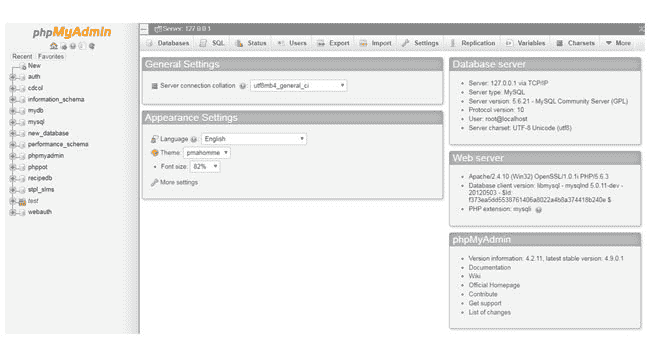 phpMyAdmin
Recent Favorites
New
auth
cdcol
information_schema
mydb
mysql
new_database
performance_schema
phpmyadmin
phppot
recipedb
stpl_slms
test
webauth
Server: 127.0.0.1
Databases SQL Status Users Export Import Settings Replication Variables Charsets More
General Settings
Server connection collation : utf8mb4_general_ci
Appearance Settings
Language : English
Theme: pmahomme
Font size: 82%
More settings
Database server
Server: 127.0.0.1 via TCP/IP
Server type: MySQL
Server version: 5.6.21 - MySQL Community Server (GPL)
Protocol version: 10
User: root@localhost
Server charset: UTF-8 Unicode (utf8)
Web server
Apache/2.4.10 (Win32) OpenSSL/1.0.1i PHP/5.6.3
Database client version: libmysql - mysqlnd 5.0.11-dev -
20120503 - $Id:
f373ea5dd5538761406a8022a4b8a374418b240e $
PHP extension: mysqli
phpMyAdmin
Version information: 4.2.11, latest stable version: 4.9.0.1
Documentation
Wiki
Official Homepage
Contribute
Get support
List of changes